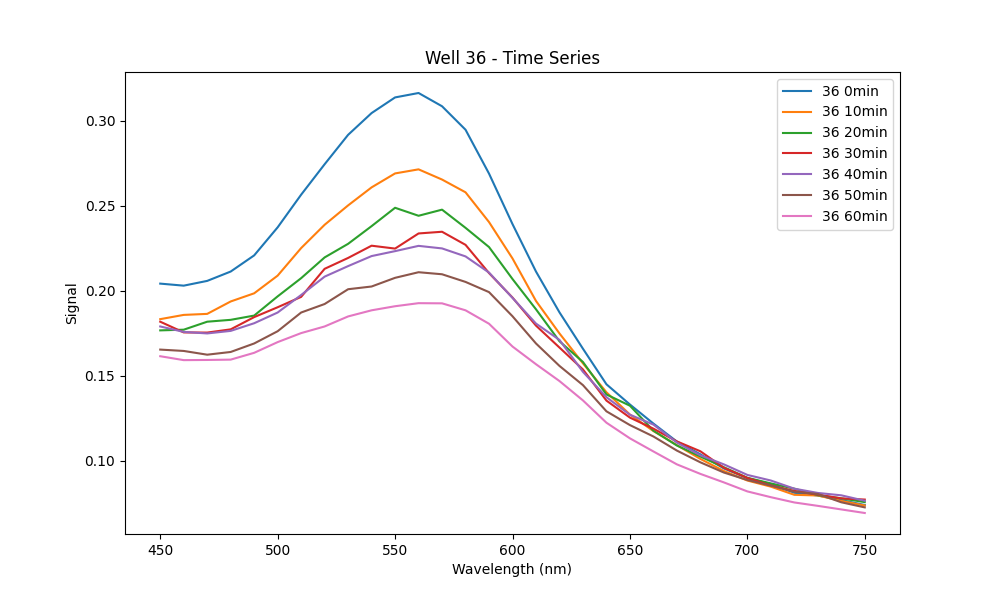 Well 36 - Time Series
Signal
0.30
0.25
0.20
0.15
0.10
450 500 550 600 650 700 750
Wavelength (nm)
36 0min
36 10min
36 20min
36 30min
36 40min
36 50min
36 60min